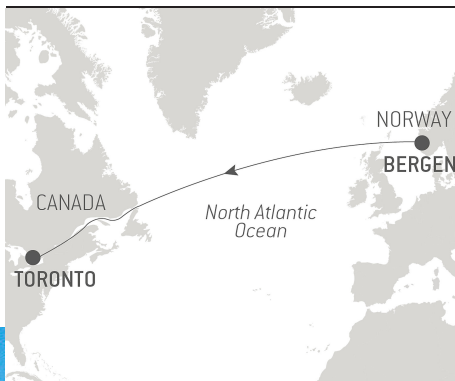 NORWAY
BERGEN
CANADA
North Atlantic
Ocean
TORONTO